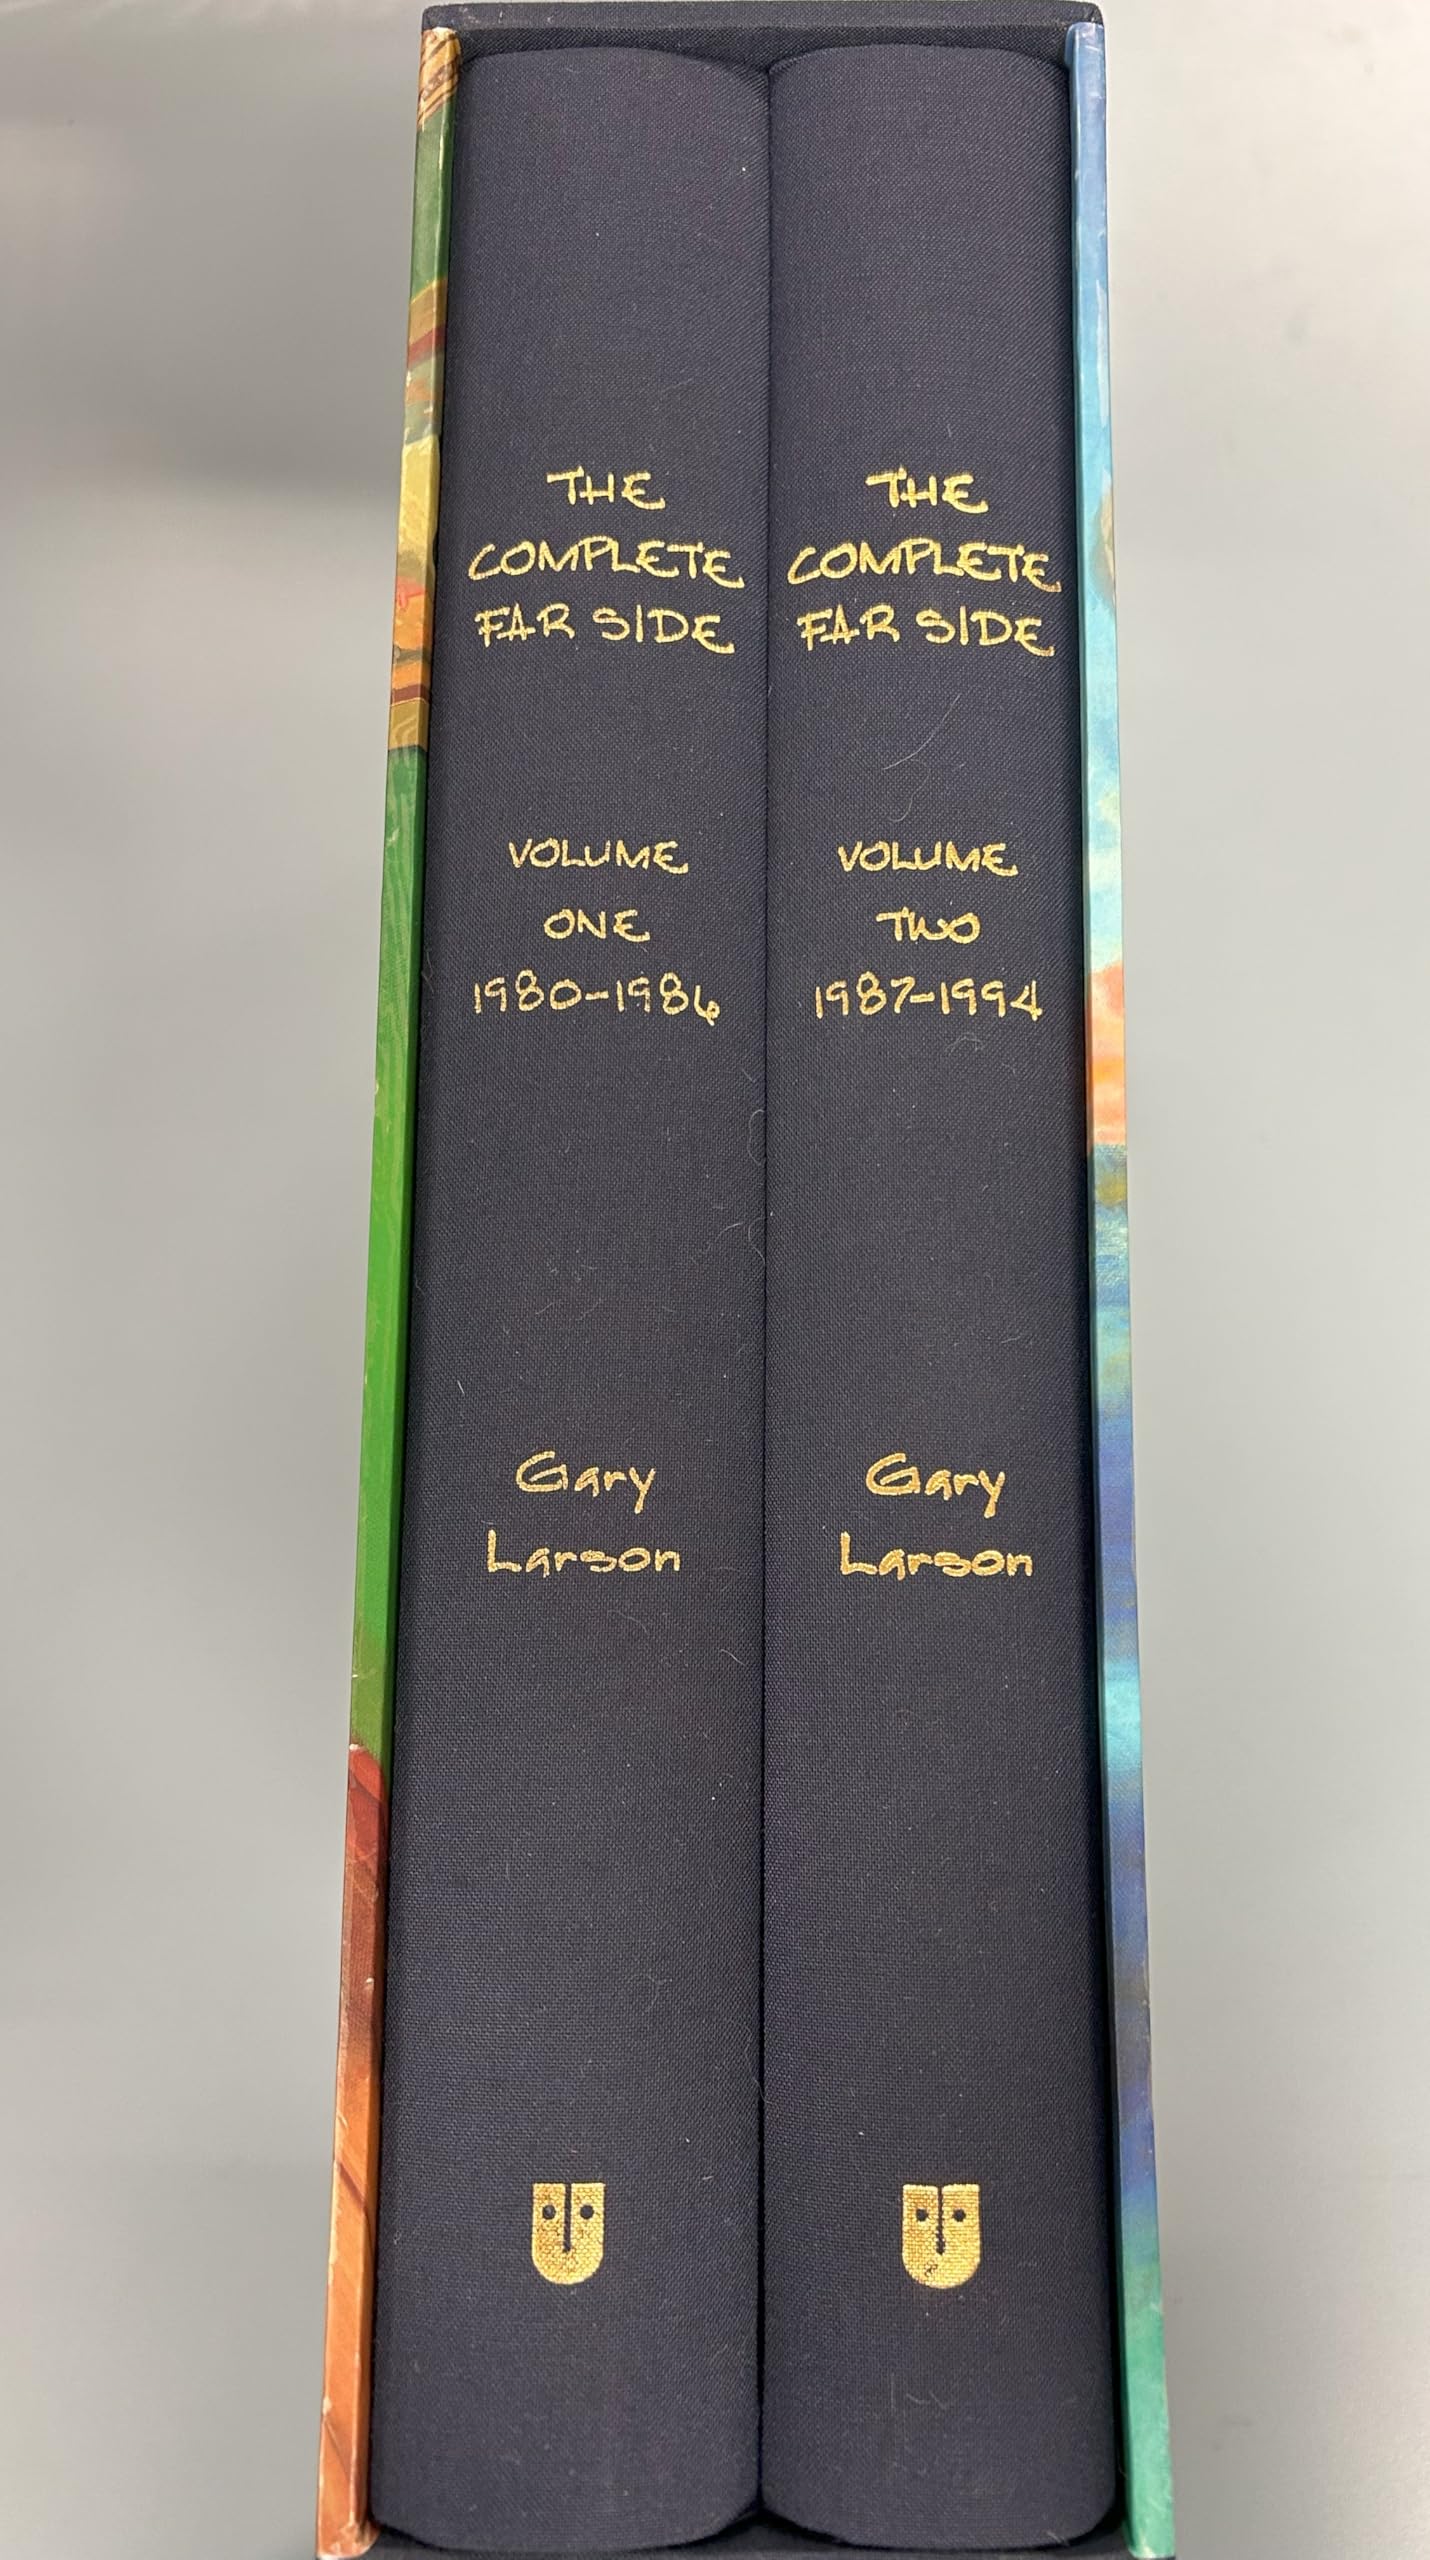 THE
COMPLETE
FAR SIDE
VOLUME
ONE
1980-1986
Gary
Larson
THE
COMPLETE
FAR SIDE
VOLUME
TWO
1987-1994
Gary
Larson